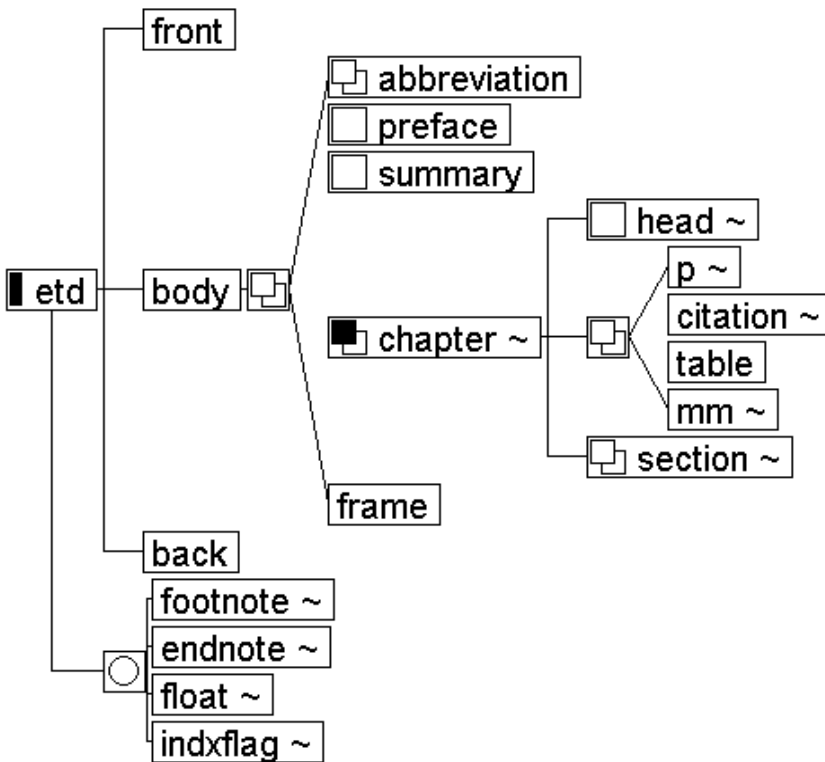 front
abbreviation
preface
summary
head ~
p ~
etd
body
citation ~
chapter ~
table
mm ~
section ~
frame
back
footnote ~
endnote ~
float ~
indxflag ~